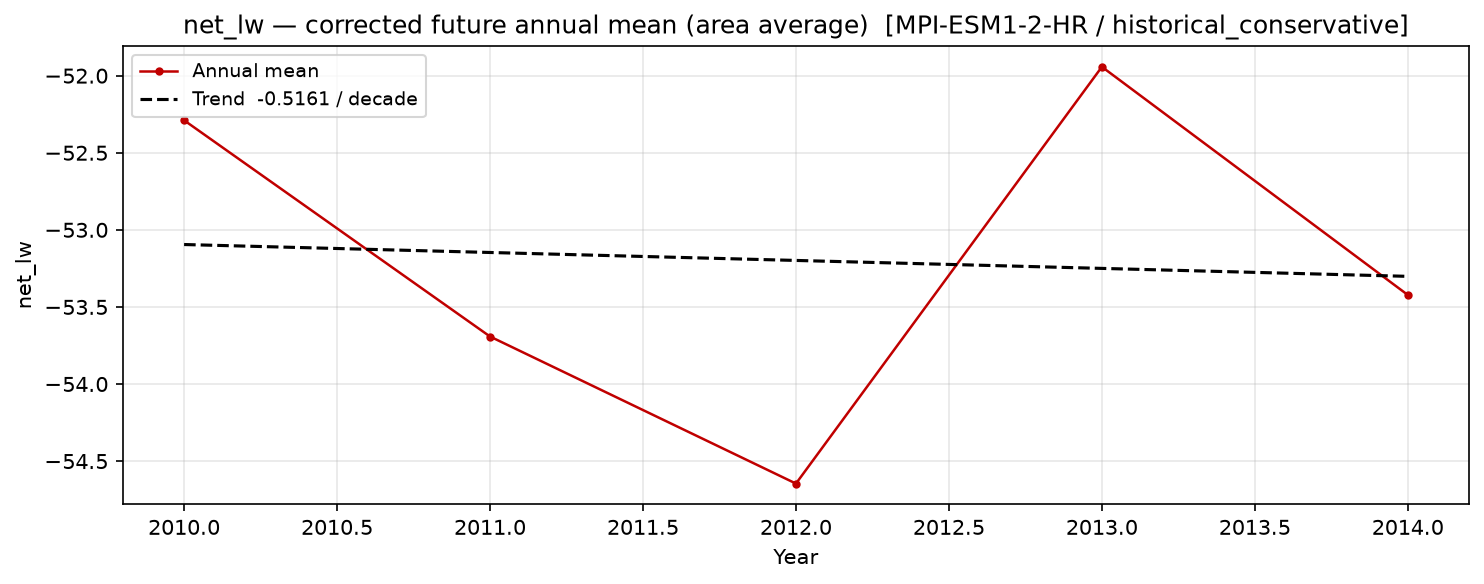 net_lw — corrected future annual mean (area average)  [MPI-ESM1-2-HR / historical_conservative]
Annual mean
Trend  -0.5161 / decade
−52.0
−52.5
−53.0
−53.5
−54.0
−54.5
net_lw
2010.0 2010.5 2011.0 2011.5 2012.0 2012.5 2013.0 2013.5 2014.0
Year